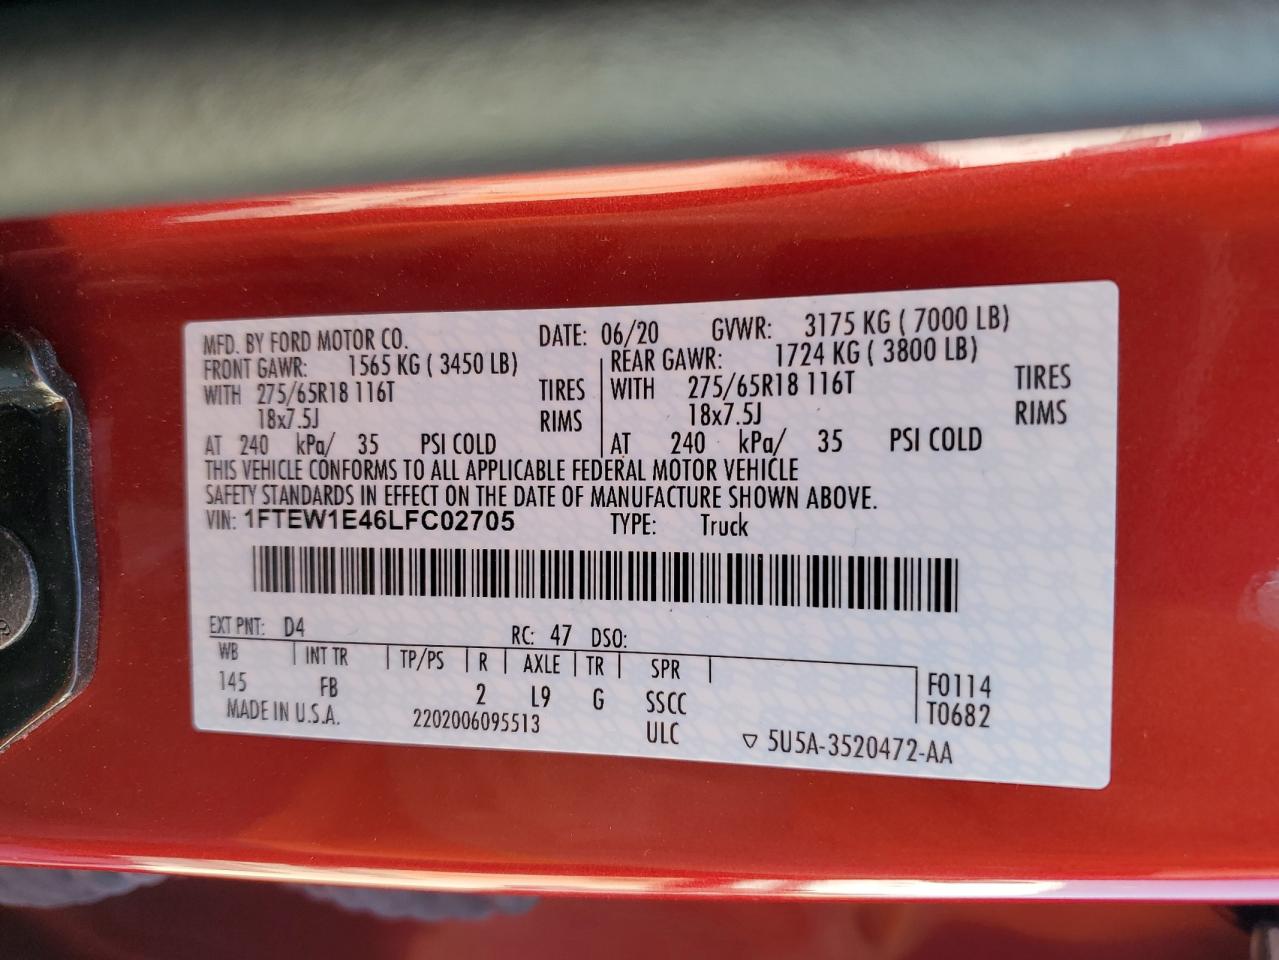 MFD. BY FORD MOTOR CO. DATE: 06/20 GVWR: 3175 KG ( 7000 LB)
FRONT GAWR: 1565 KG ( 3450 LB) REAR GAWR: 1724 KG ( 3800 LB)
WITH 275/65R18 116T TIRES WITH 275/65R18 116T TIRES
18x7.5J RIMS 18x7.5J RIMS
AT 240 kPa/ 35 PSI COLD AT 240 kPa/ 35 PSI COLD
THIS VEHICLE CONFORMS TO ALL APPLICABLE FEDERAL MOTOR VEHICLE
SAFETY STANDARDS IN EFFECT ON THE DATE OF MANUFACTURE SHOWN ABOVE.
VIN: 1FTEW1E46LFC02705 TYPE: Truck
EXT PNT: D4 RC: 47 DSO:
WB INT TR TP/PS R AXLE TR SPR
145 FB 2 L9 G SSCC F0114
MADE IN U.S.A. 2202006095513 ULC T0682
▽ 5U5A-3520472-AA